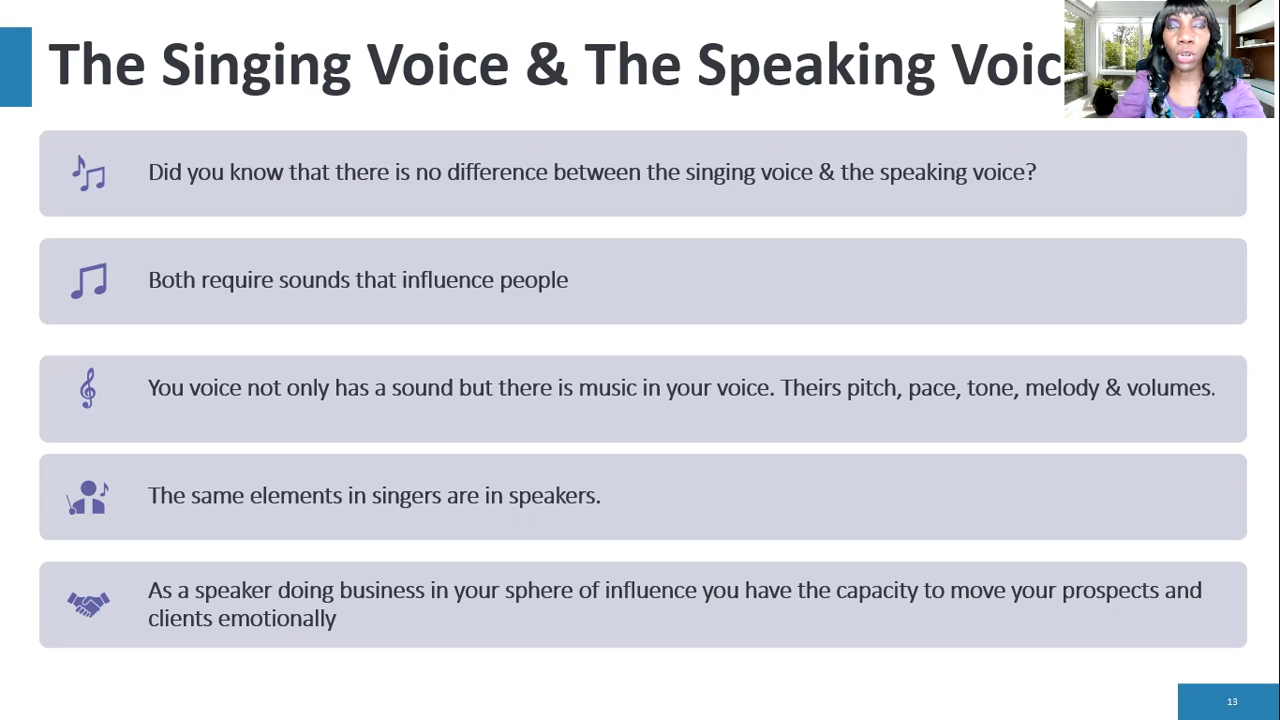 The Singing Voice & The Speaking Voic
Did you know that there is no difference between the singing voice & the speaking voice?
Both require sounds that influence people
You voice not only has a sound but there is music in your voice. Theirs pitch, pace, tone, melody & volumes.
The same elements in singers are in speakers.
As a speaker doing business in your sphere of influence you have the capacity to move your prospects and
clients emotionally
13